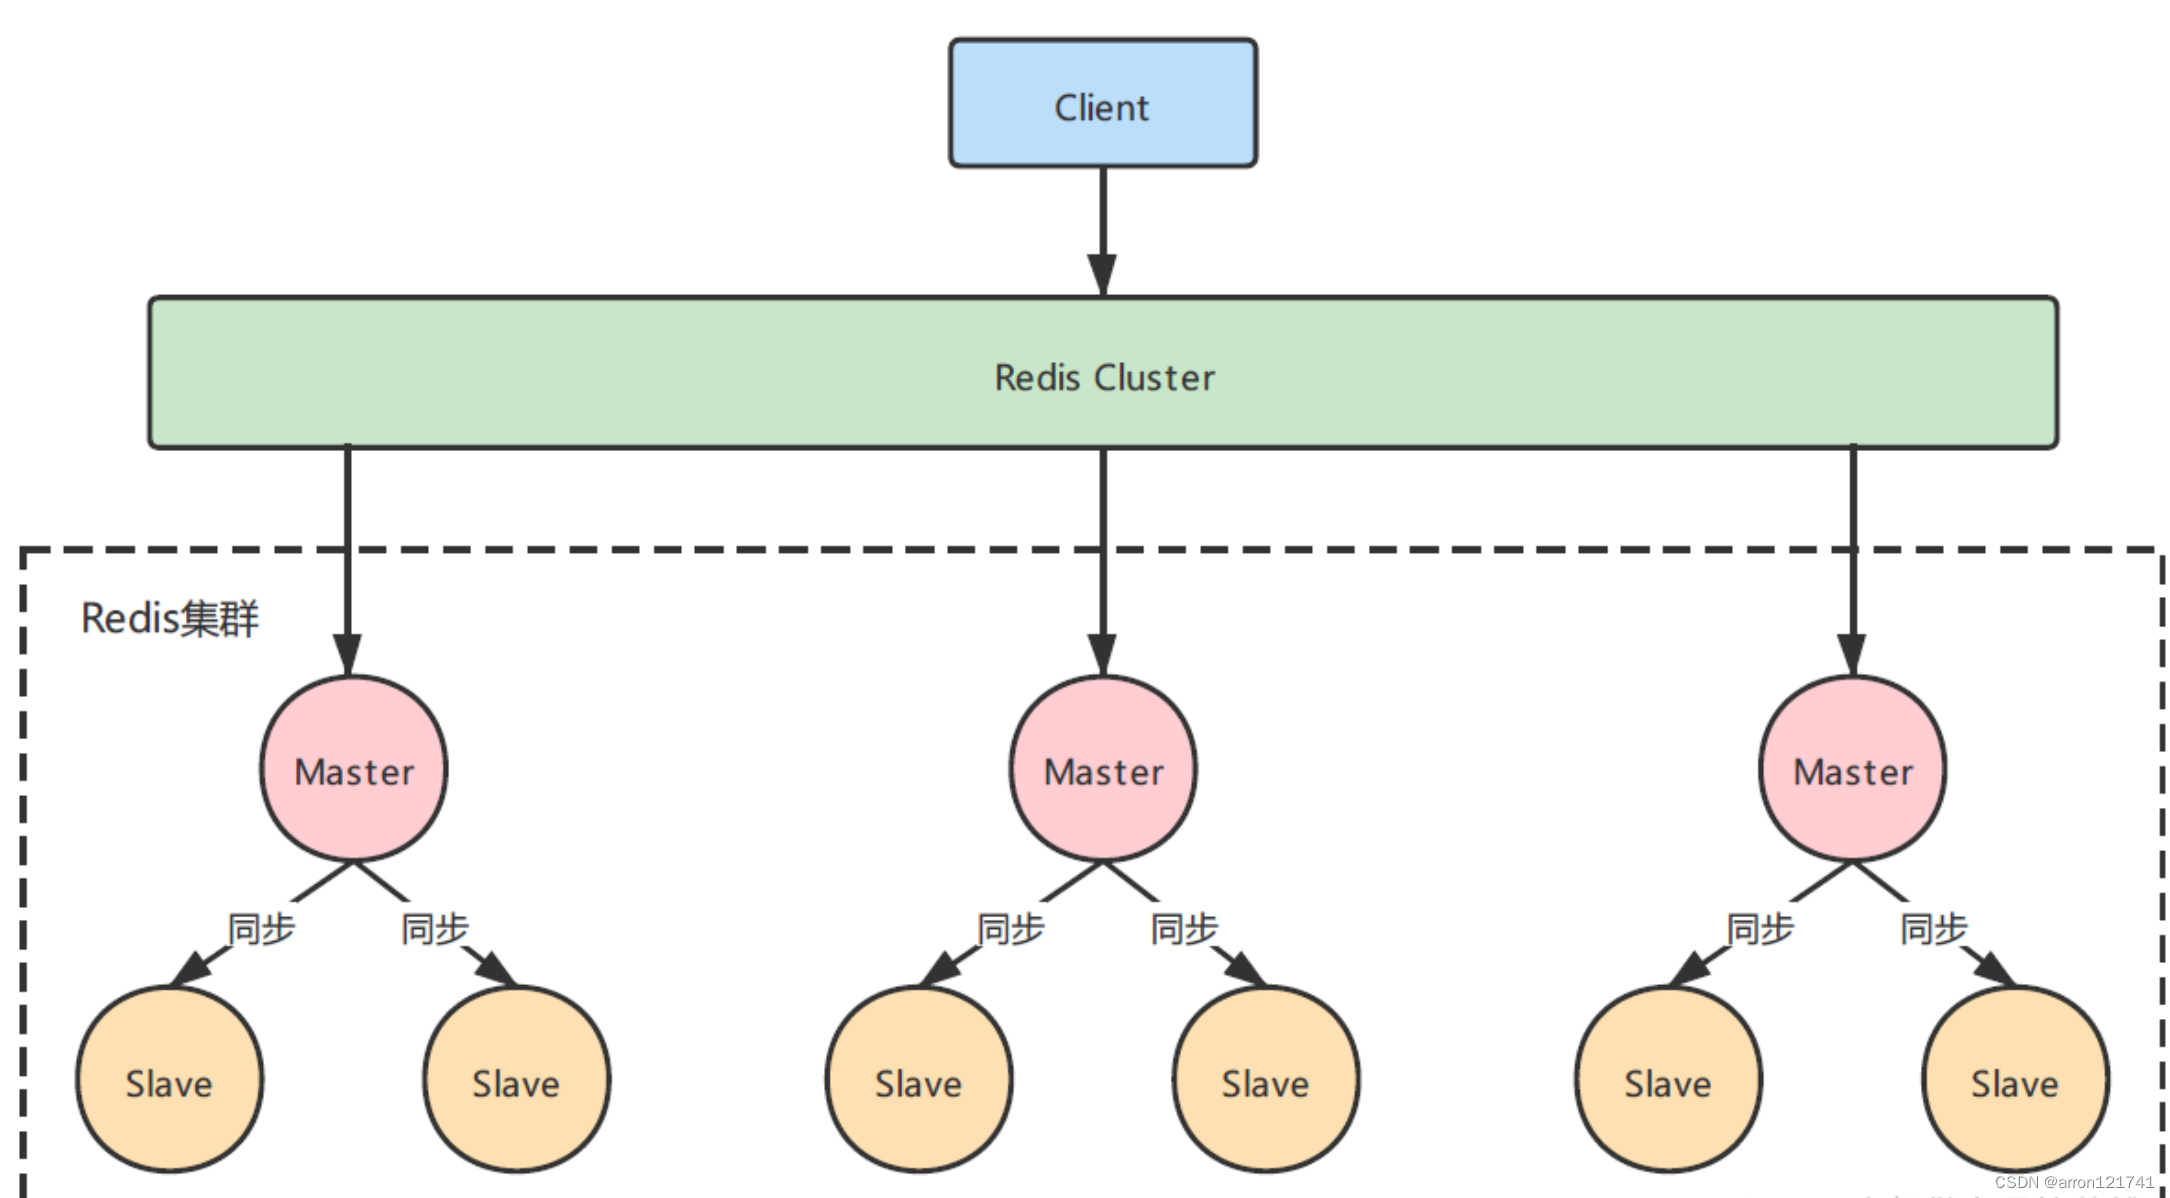 Client
Redis Cluster
Redis集群
Master
Master
Master
同步
同步
同步
同步
同步
同步
Slave
Slave
Slave
Slave
Slave
Slave
CSDN @arron121741